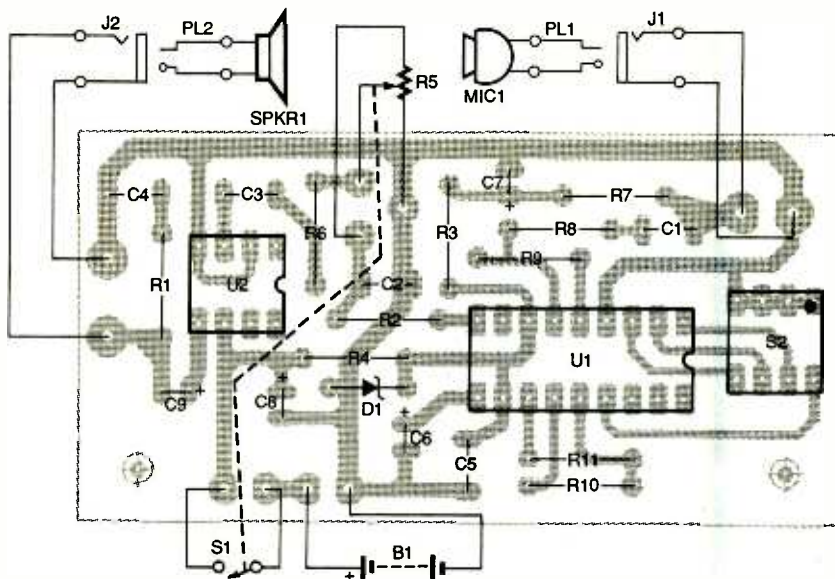 J2
PL2
SPKR1
R5
MIC1
PL1
J1
C4
C3
R6
R3
C7
+
R7
R8
C1
R9
R1
U2
C2
R2
U1
S2
R4
+
C9
+
C8
D1
+
C6
C5
R11
R10
S1
+
B1